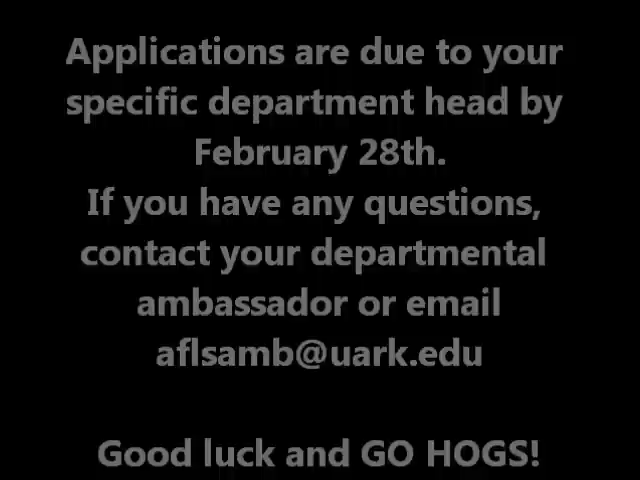 Applications are due to your
specific department head by
February 28th.
If you have any questions,
contact your departmental
ambassador or email
aflsamb@uark.edu
Good luck and GO HOGS!